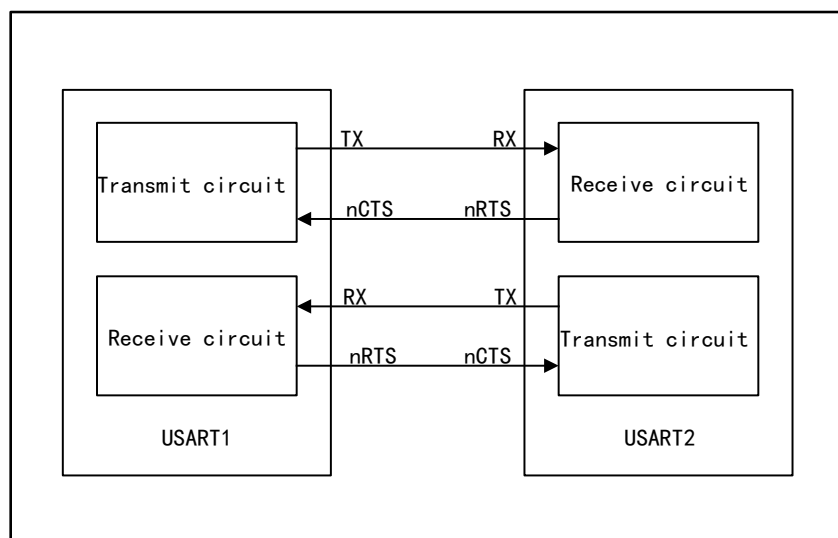 TX RX
Transmit circuit Receive circuit
nCTS nRTS
RX TX
Receive circuit Transmit circuit
nRTS nCTS
USART1 USART2